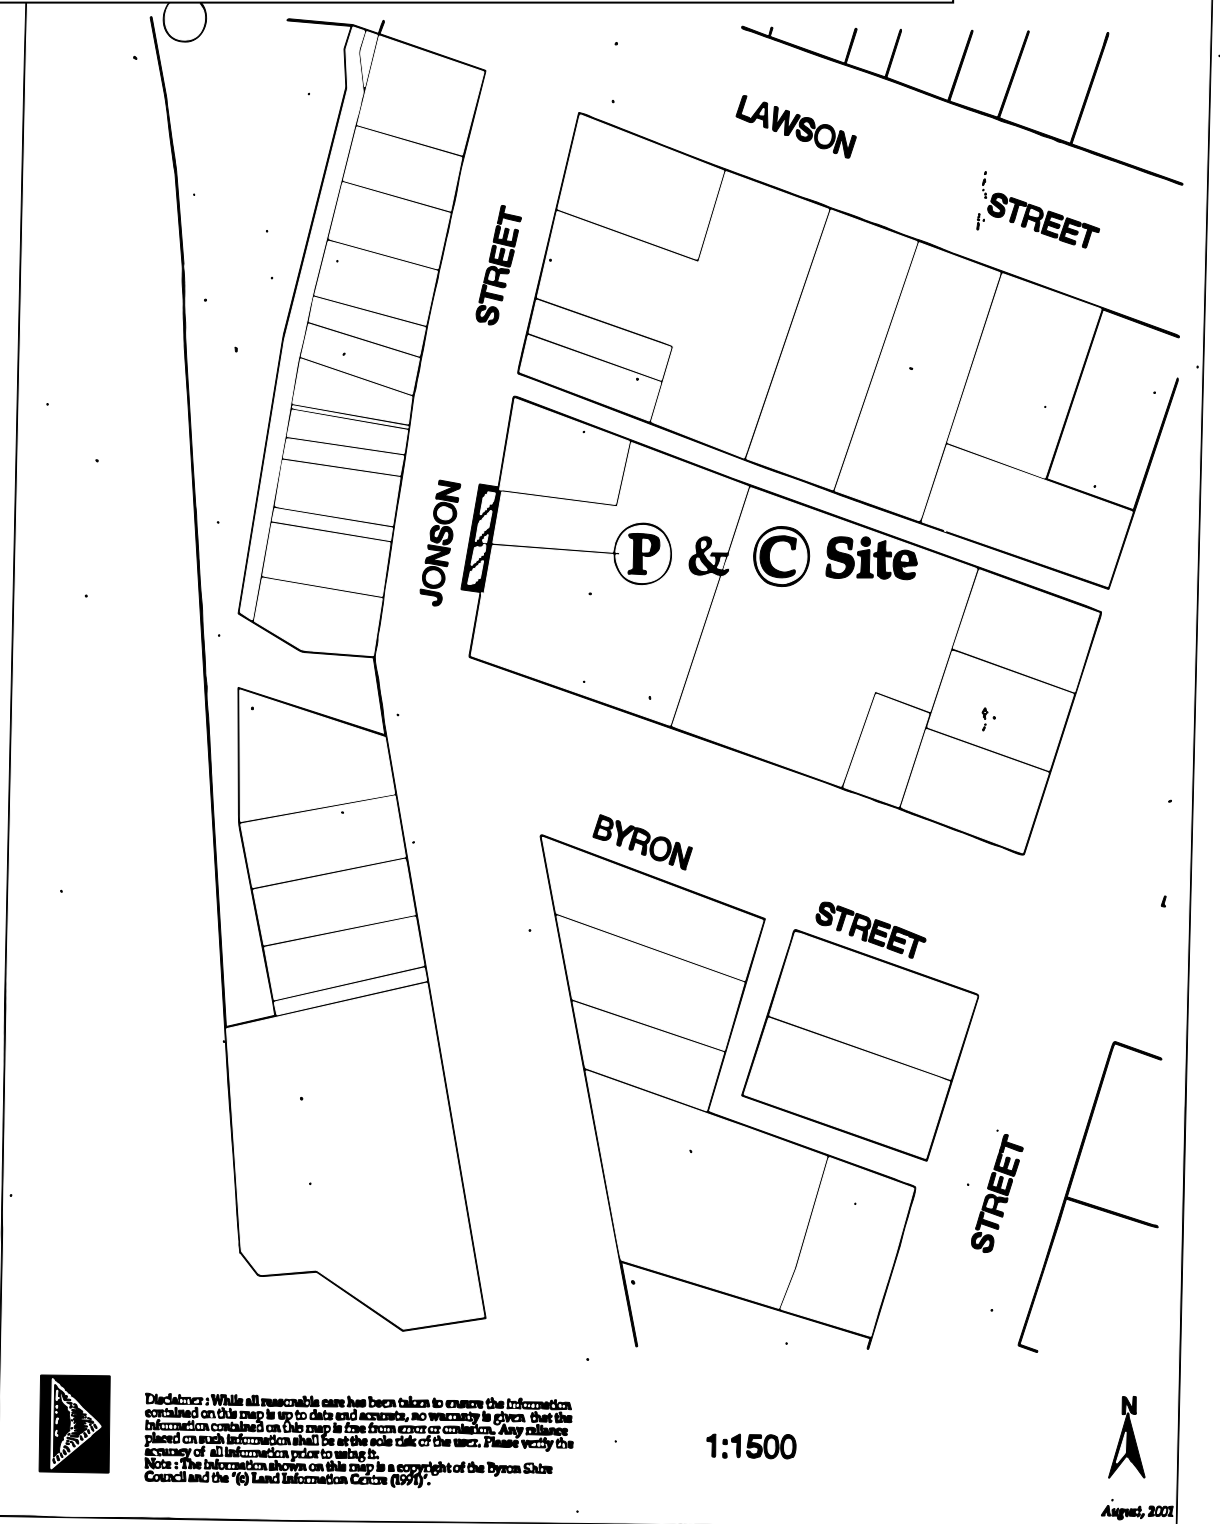 LAWSON
STREET
STREET
JONSON
P & C Site
BYRON
STREET
STREET
Disclaimer : While all reasonable care has been taken to ensure the information
contained on this map is up to date and accurate, no warranty is given that the
information contained on this map is free from error or omission. Any reliance
placed on such information shall be at the sole risk of the user. Please verify the
accuracy of all information prior to using it.
Note : The information shown on this map is a copyright of the Byron Shire
Council and the "(c) Land Information Centre (1991)".
1:1500
N
August, 2001